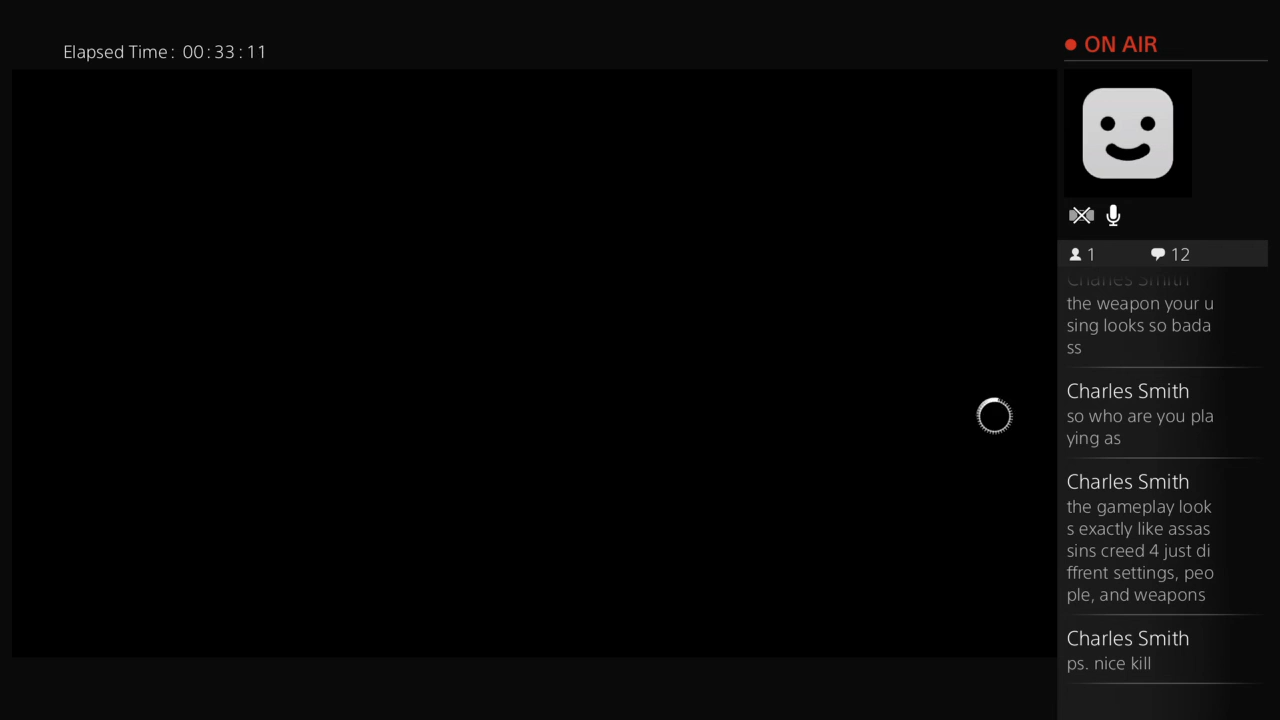 Elapsed Time: 00:33:11
ON AIR
1 12
Charles Smith
the weapon your u
sing looks so bada
ss
Charles Smith
so who are you pla
ying as
Charles Smith
the gameplay look
s exactly like assas
sins creed 4 just di
ffrent settings, peo
ple, and weapons
Charles Smith
ps. nice kill